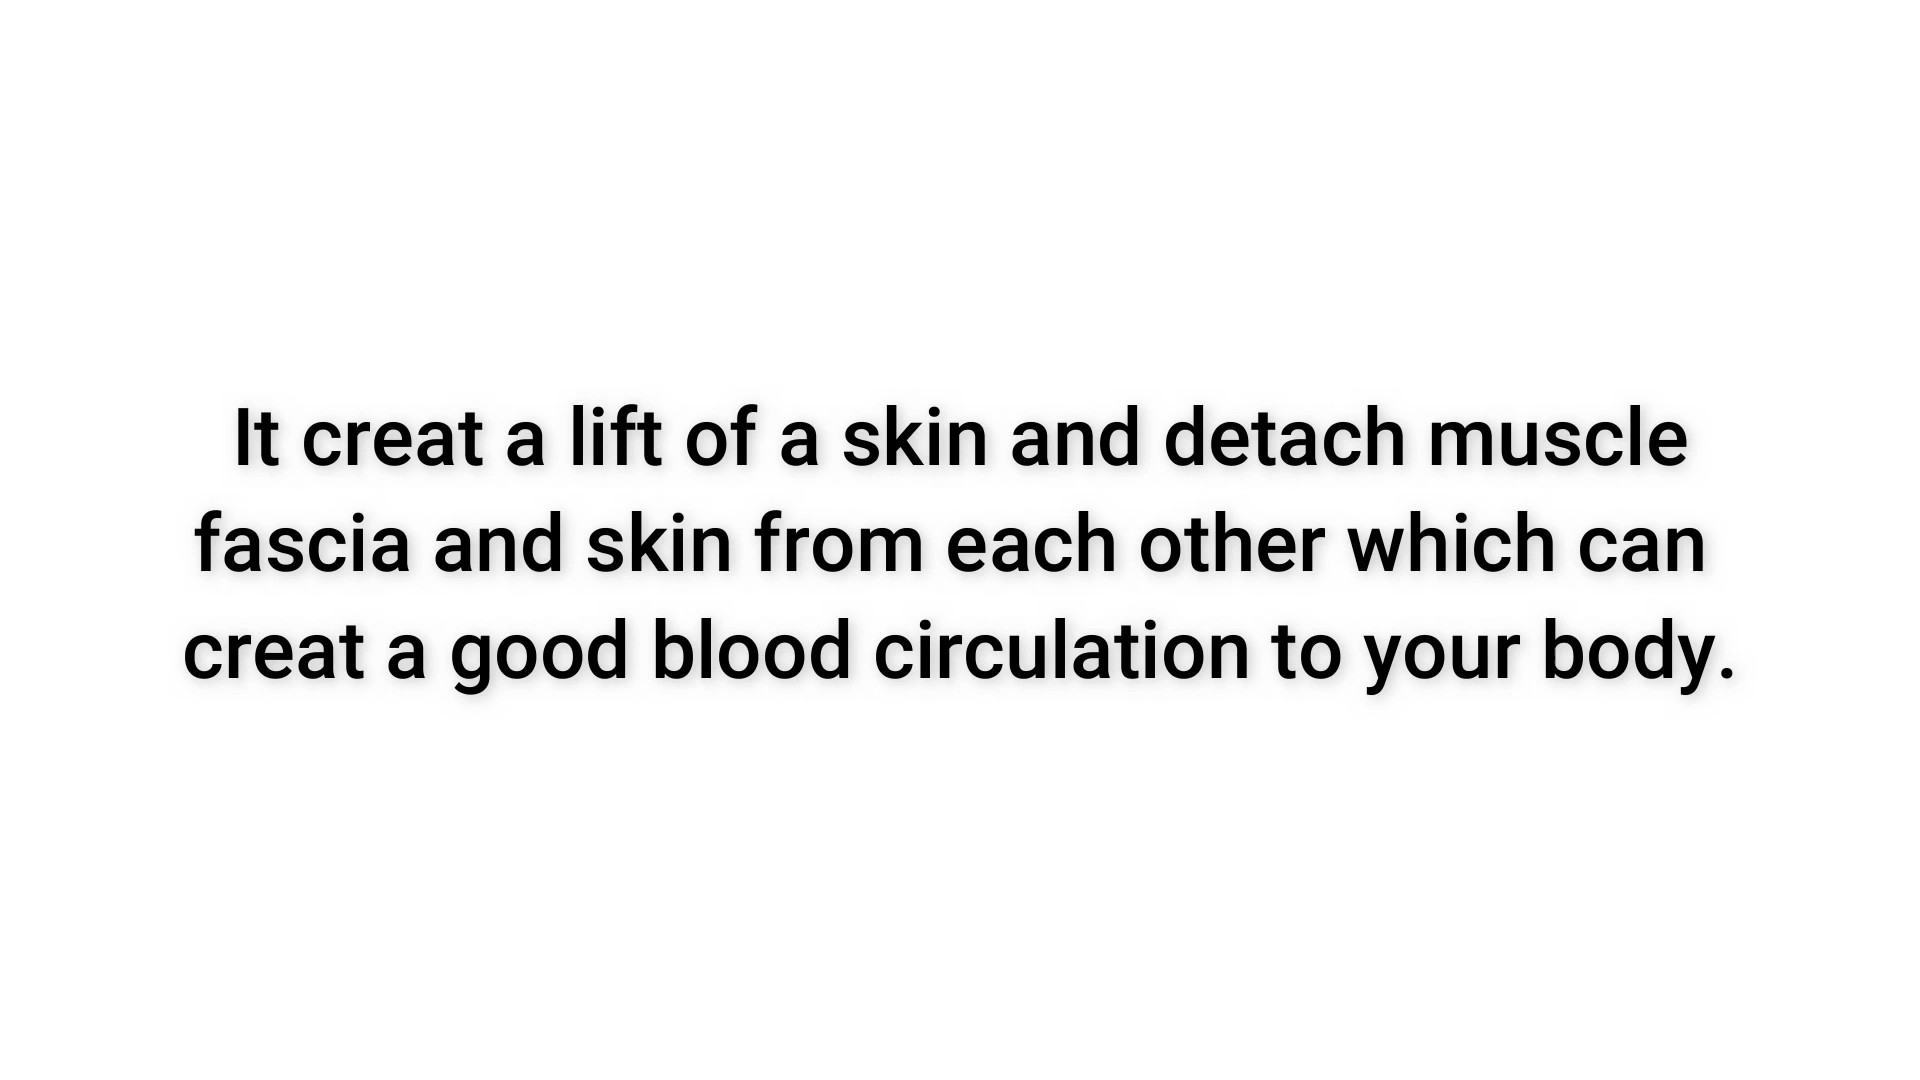 It creat a lift of a skin and detach muscle
fascia and skin from each other which can
creat a good blood circulation to your body.